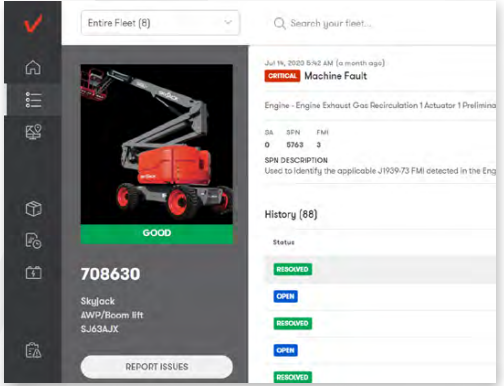 Entire Fleet (8)
Search your fleet...
Jul 14, 2020 5:42 AM (a month ago)
CRITICAL Machine Fault
Engine - Engine Exhaust Gas Recirculation 1 Actuator 1 Prelimina
SA SPN FMI
0 5763 3
SPN DESCRIPTION
Used to identify the applicable J1939-73 FMI detected in the Eng
History (88)
Status
RESOLVED
OPEN
RESOLVED
OPEN
RESOLVED
GOOD
708630
Skyjack
AWP/Boom lift
SJ63AJX
REPORT ISSUES